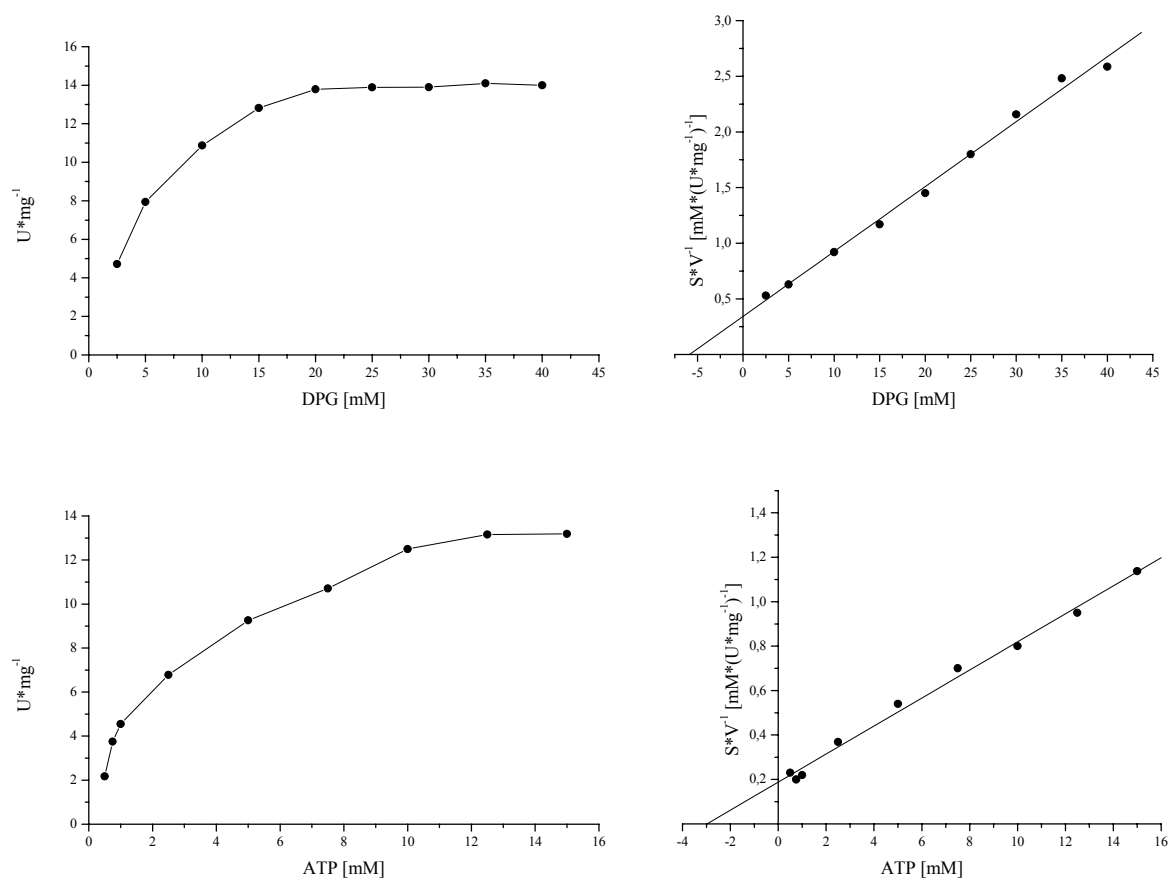 16
14
12
10
8
6
4
2
0
U*mg⁻¹
0 5 10 15 20 25 30 35 40 45
DPG [mM]
3,0
2,5
2,0
1,5
1,0
0,5
S*V⁻¹ [mM*(U*mg⁻¹)⁻¹]
-5 0 5 10 15 20 25 30 35 40 45
DPG [mM]
14
12
10
8
6
4
2
0
U*mg⁻¹
0 2 4 6 8 10 12 14 16
ATP [mM]
1,4
1,2
1,0
0,8
0,6
0,4
0,2
S*V⁻¹ [mM*(U*mg⁻¹)⁻¹]
-4 -2 0 2 4 6 8 10 12 14 16
ATP [mM]